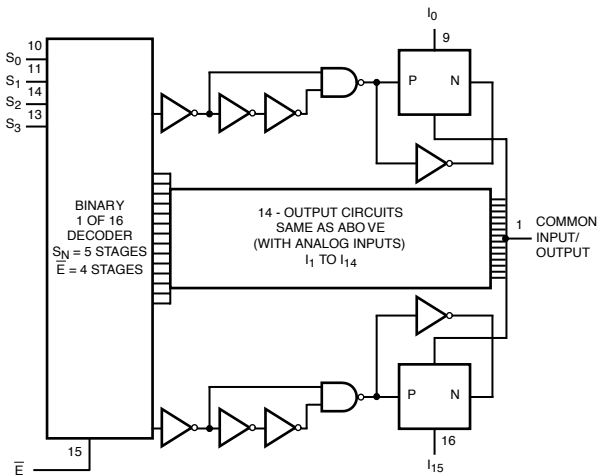 I0
9
10
S0
11
S1
14
S2
13
S3
P N
BINARY
1 OF 16
DECODER
SN = 5 STAGES
E̅ = 4 STAGES
14 - OUTPUT CIRCUITS
SAME AS ABOVE
(WITH ANALOG INPUTS)
I1 TO I14
1
COMMON
INPUT/
OUTPUT
P N
15
E̅
16
I15